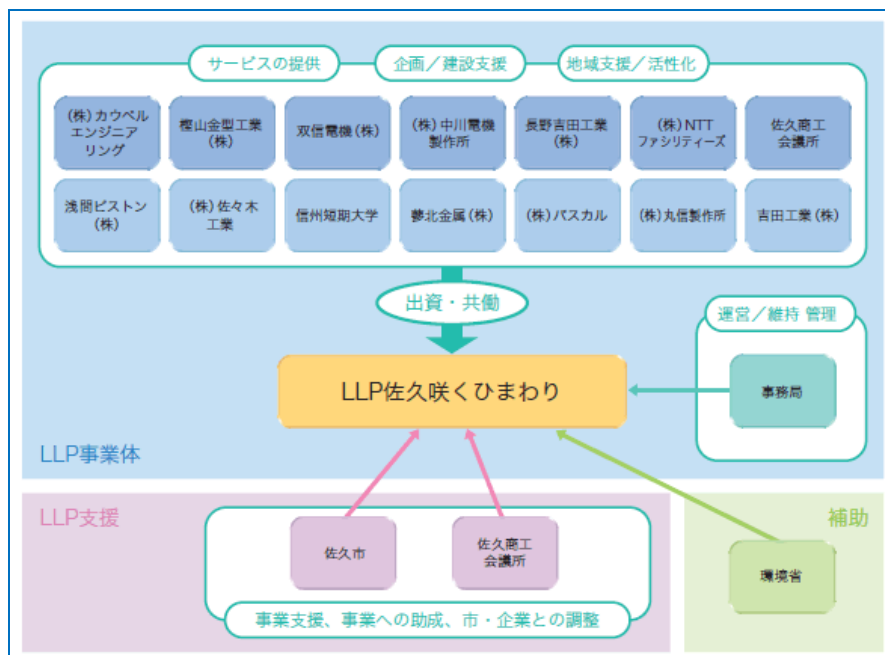 サービスの提供
企画／建設支援
地域支援／活性化
(株)カウベル
エンジニア
リング
樫山金型工業
(株)
双信電機(株)
(株)中川電機
製作所
長野吉田工業
(株)
(株)NTT
ファシリティーズ
佐久商工
会議所
浅間ピストン
(株)
(株)佐々木
工業
信州短期大学
夢北金属(株)
(株)パスカル
(株)丸信製作所
吉田工業(株)
出資・共働
運営／維持 管理
LLP佐久咲くひまわり
事務局
LLP事業体
LLP支援
佐久市
佐久商工
会議所
事業支援、事業への助成、市・企業との調整
補助
環境省